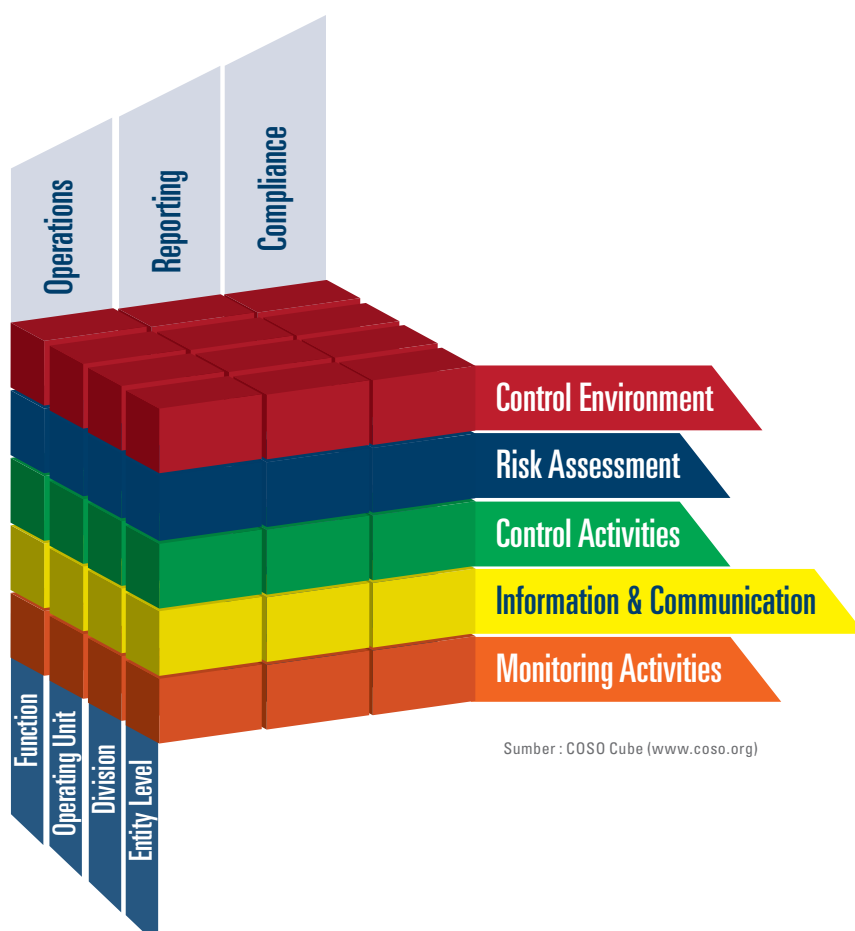 Operations
Reporting
Compliance
Control Environment
Risk Assessment
Control Activities
Information & Communication
Monitoring Activities
Function
Operating Unit
Division
Entity Level
Sumber : COSO Cube (www.coso.org)